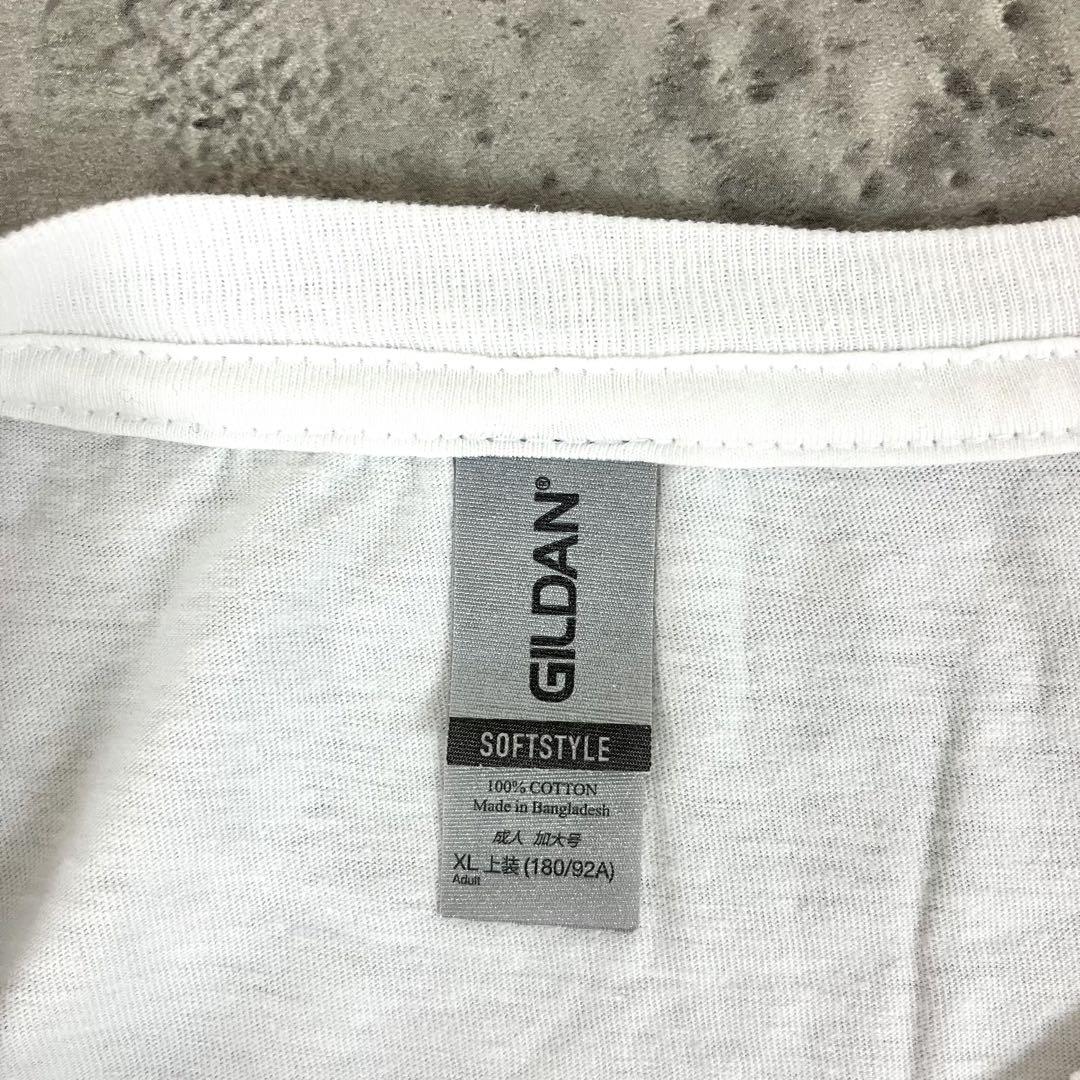 GILDAN®
SOFTSTYLE
100% COTTON
Made in Bangladesh
成人 加大号
XL 上装 (180/92A)
Adult